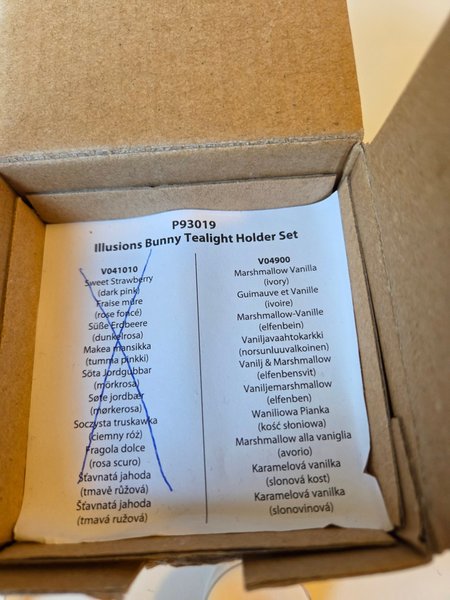 P93019
Illusions Bunny Tealight Holder Set
V041010
Sweet Strawberry
(dark pink)
Fraise mûre
(rose foncé)
Süße Erdbeere
(dunkelrosa)
Makea mansikka
(tumma pinkki)
Söta Jordgubbar
(mörkrosa)
Søte jordbær
(mørkerosa)
Soczysta truskawka
(ciemny róż)
Fragola dolce
(rosa scuro)
Šťavnatá jahoda
(tmavě růžová)
Šťavnatá jahoda
(tmavá ružová)
V04900
Marshmallow Vanilla
(ivory)
Guimauve et Vanille
(ivoire)
Marshmallow-Vanille
(elfenbein)
Vaniljavaahtokarkki
(norsunluuvalkoinen)
Vanilj & Marshmallow
(elfenbensvit)
Vaniljemarshmallow
(elfenben)
Waniliowa Pianka
(kość słoniowa)
Marshmallow alla vaniglia
(avorio)
Karamelová vanilka
(slonová kost)
Karamelová vanilka
(slonovinová)